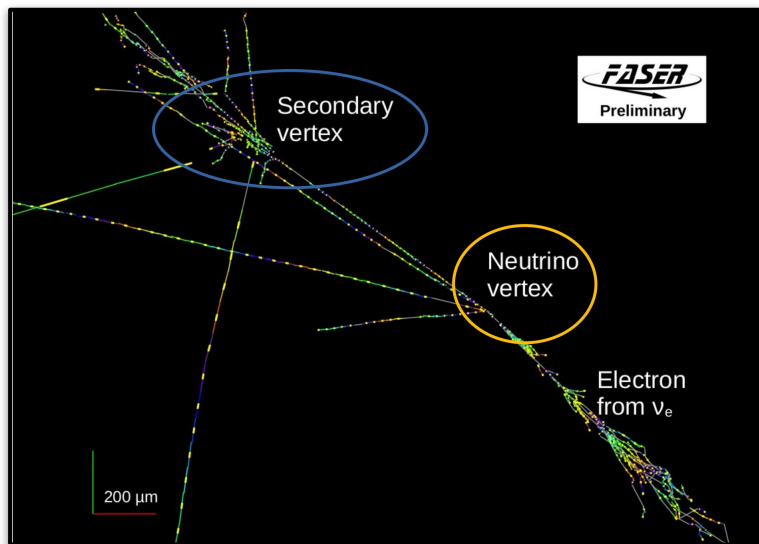 Secondary
vertex
FASER
Preliminary
Neutrino
vertex
Electron
from νₑ
200 μm